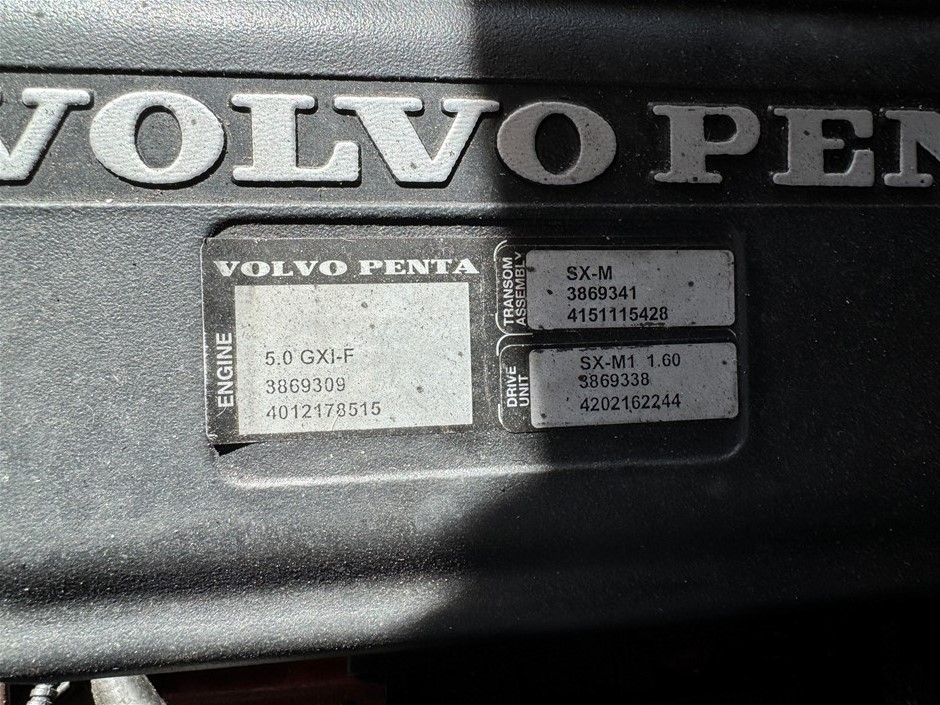 VOLVO PEN
VOLVO PENTA
ENGINE
5.0 GXI-F
3869309
4012178515
TRANSOM
ASSEMBLY
SX-M
3869341
4151115428
DRIVE
UNIT
SX-M1 1.60
3869338
4202162244